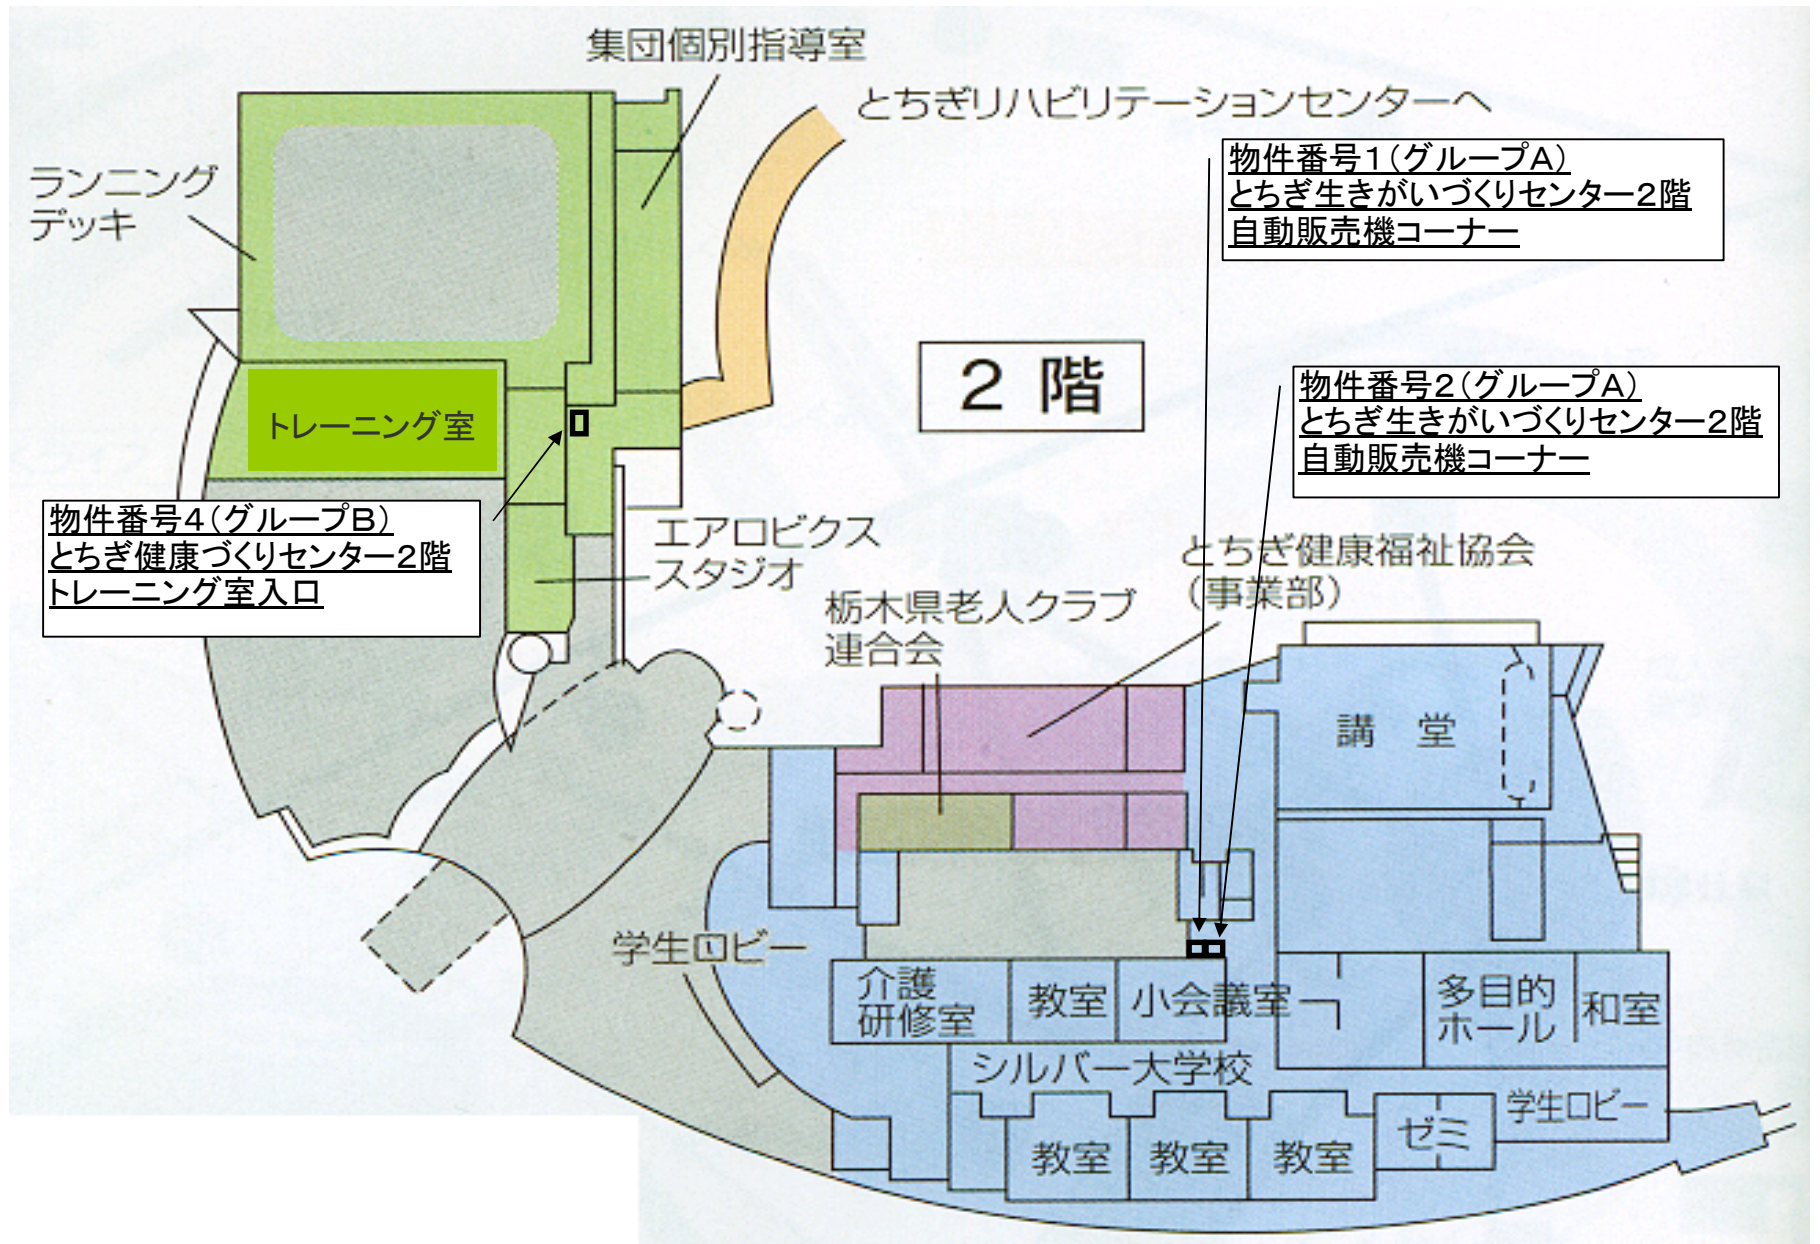 集団個別指導室
とちぎリハビリテーションセンターへ
物件番号1(グループA)
とちぎ生きがいづくりセンター2階
自動販売機コーナー
ランニング
デッキ
2 階
物件番号2(グループA)
とちぎ生きがいづくりセンター2階
自動販売機コーナー
トレーニング室
物件番号4(グループB)
とちぎ健康づくりセンター2階
トレーニング室入口
エアロビクス
スタジオ
とちぎ健康福祉協会
(事業部)
栃木県老人クラブ
連合会
講 堂
学生ロビー
介護
研修室
教室
小会議室
多目的
ホール
和室
シルバー大学校
学生ロビー
教室
教室
教室
ゼミ